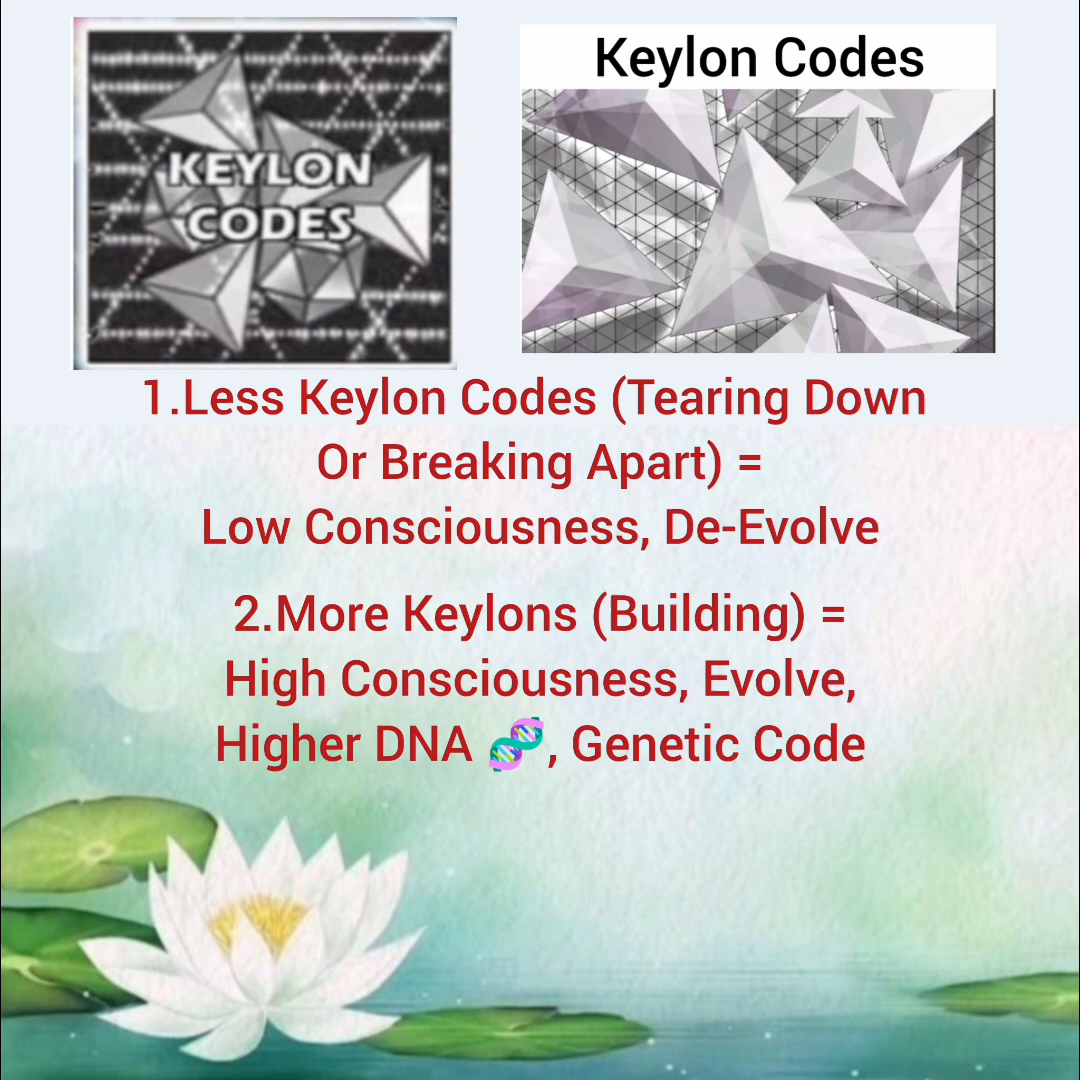 KEYLON
CODES
Keylon Codes
1.Less Keylon Codes (Tearing Down
Or Breaking Apart) =
Low Consciousness, De-Evolve
2.More Keylons (Building) =
High Consciousness, Evolve,
Higher DNA 🧬, Genetic Code